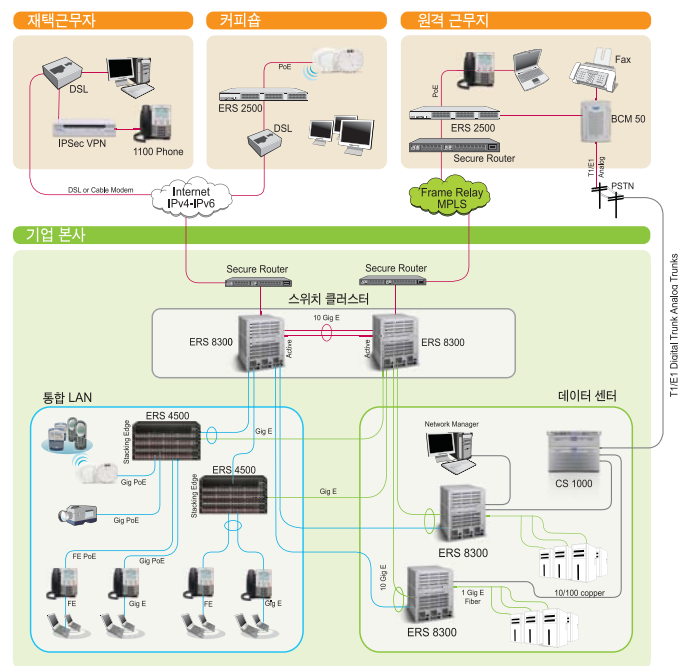 재택근무자
커피숍
원격 근무지
DSL
IPSec VPN
1100 Phone
PoE
ERS 2500
DSL
PoE
Fax
ERS 2500
BCM 50
Secure Router
T1/E1
Analog
PSTN
DSL or Cable Modem
Internet
IPv4-IPv6
Frame Relay
MPLS
T1/E1 Digital Trunk Analog Trunks
기업 본사
Secure Router
Secure Router
스위치 클러스터
10 Gig E
ERS 8300
Active
Active
ERS 8300
통합 LAN
데이터 센터
ERS 4500
Stacking Edge
Gig E
Gig PoE
ERS 4500
Stacking Edge
Gig E
Gig PoE
FE PoE
Gig PoE
FE
Gig E
FE
Gig E
Network Manager
CS 1000
ERS 8300
10 Gig E
1 Gig E
Fiber
10/100 copper
ERS 8300